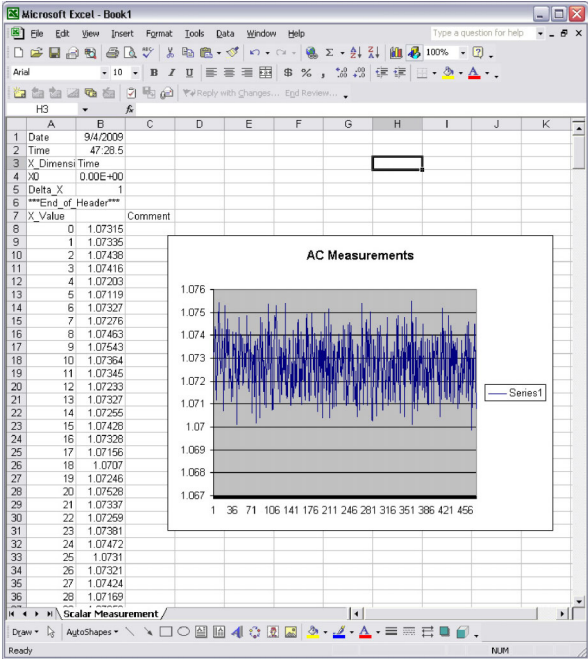 Microsoft Excel - Book1
File Edit View Insert Format Tools Data Window Help Type a question for help
100%
Arial 10 B I U $ % ,
Reply with Changes... End Review...
H3 fx
A B C D E F G H I J K
1 Date 9/4/2009
2 Time 47:28.5
3 X_Dimensi Time
4 X0 0.00E+00
5 Delta_X 1
6 ***End_of_Header***
7 X_Value Comment
8 0 1.07315
9 1 1.07335
10 2 1.07438
11 3 1.07416
12 4 1.07203
13 5 1.07119
14 6 1.07327
15 7 1.07276
16 8 1.07463
17 9 1.07543
18 10 1.07364
19 11 1.07345
20 12 1.07233
21 13 1.07327
22 14 1.07255
23 15 1.07428
24 16 1.07328
25 17 1.07156
26 18 1.0707
27 19 1.07246
28 20 1.07528
29 21 1.07337
30 22 1.07259
31 23 1.07381
32 24 1.07472
33 25 1.0731
34 26 1.07321
35 27 1.07424
36 28 1.07169
AC Measurements
1.076
1.075
1.074
1.073
1.072
1.071
1.07
1.069
1.068
1.067
1 36 71 106 141 176 211 246 281 316 351 386 421 456
Series1
Scalar Measurement
Draw AutoShapes
Ready NUM